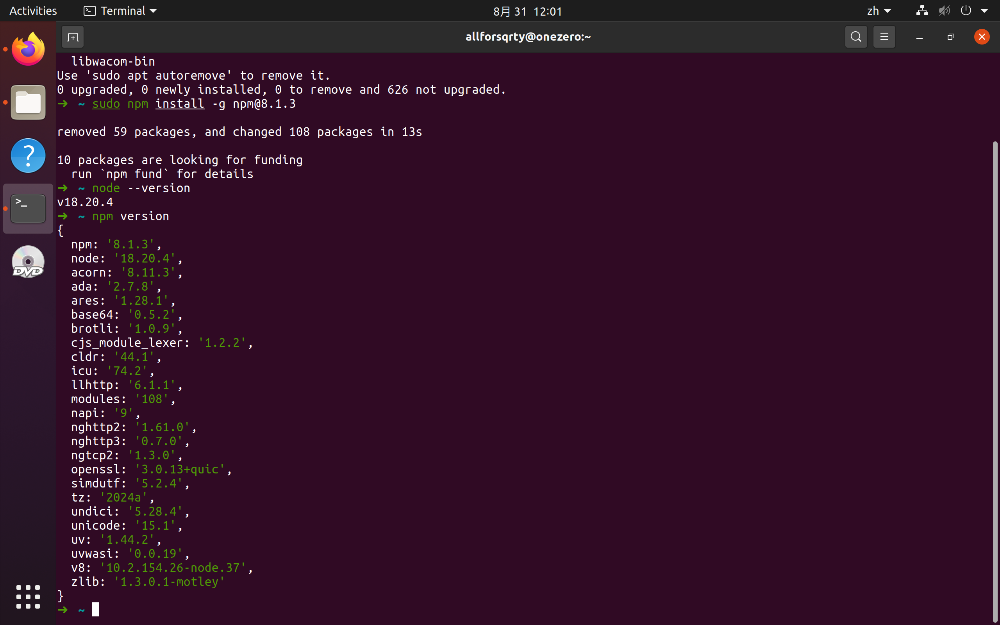 Activities
Terminal
8月 31 12:01
zh
allforsqrty@onezero:~
libwacom-bin
Use 'sudo apt autoremove' to remove it.
0 upgraded, 0 newly installed, 0 to remove and 626 not upgraded.
➜ ~ sudo npm install -g npm@8.1.3
removed 59 packages, and changed 108 packages in 13s
10 packages are looking for funding
run `npm fund` for details
➜ ~ node --version
v18.20.4
➜ ~ npm version
{
npm: '8.1.3',
node: '18.20.4',
acorn: '8.11.3',
ada: '2.7.8',
ares: '1.28.1',
base64: '0.5.2',
brotli: '1.0.9',
cjs_module_lexer: '1.2.2',
cldr: '44.1',
icu: '74.2',
llhttp: '6.1.1',
modules: '108',
napi: '9',
nghttp2: '1.61.0',
nghttp3: '0.7.0',
ngtcp2: '1.3.0',
openssl: '3.0.13+quic',
simdutf: '5.2.4',
tz: '2024a',
undici: '5.28.4',
unicode: '15.1',
uv: '1.44.2',
uvwasi: '0.0.19',
v8: '10.2.154.26-node.37',
zlib: '1.3.0.1-motley'
}
➜ ~
>_
DVD